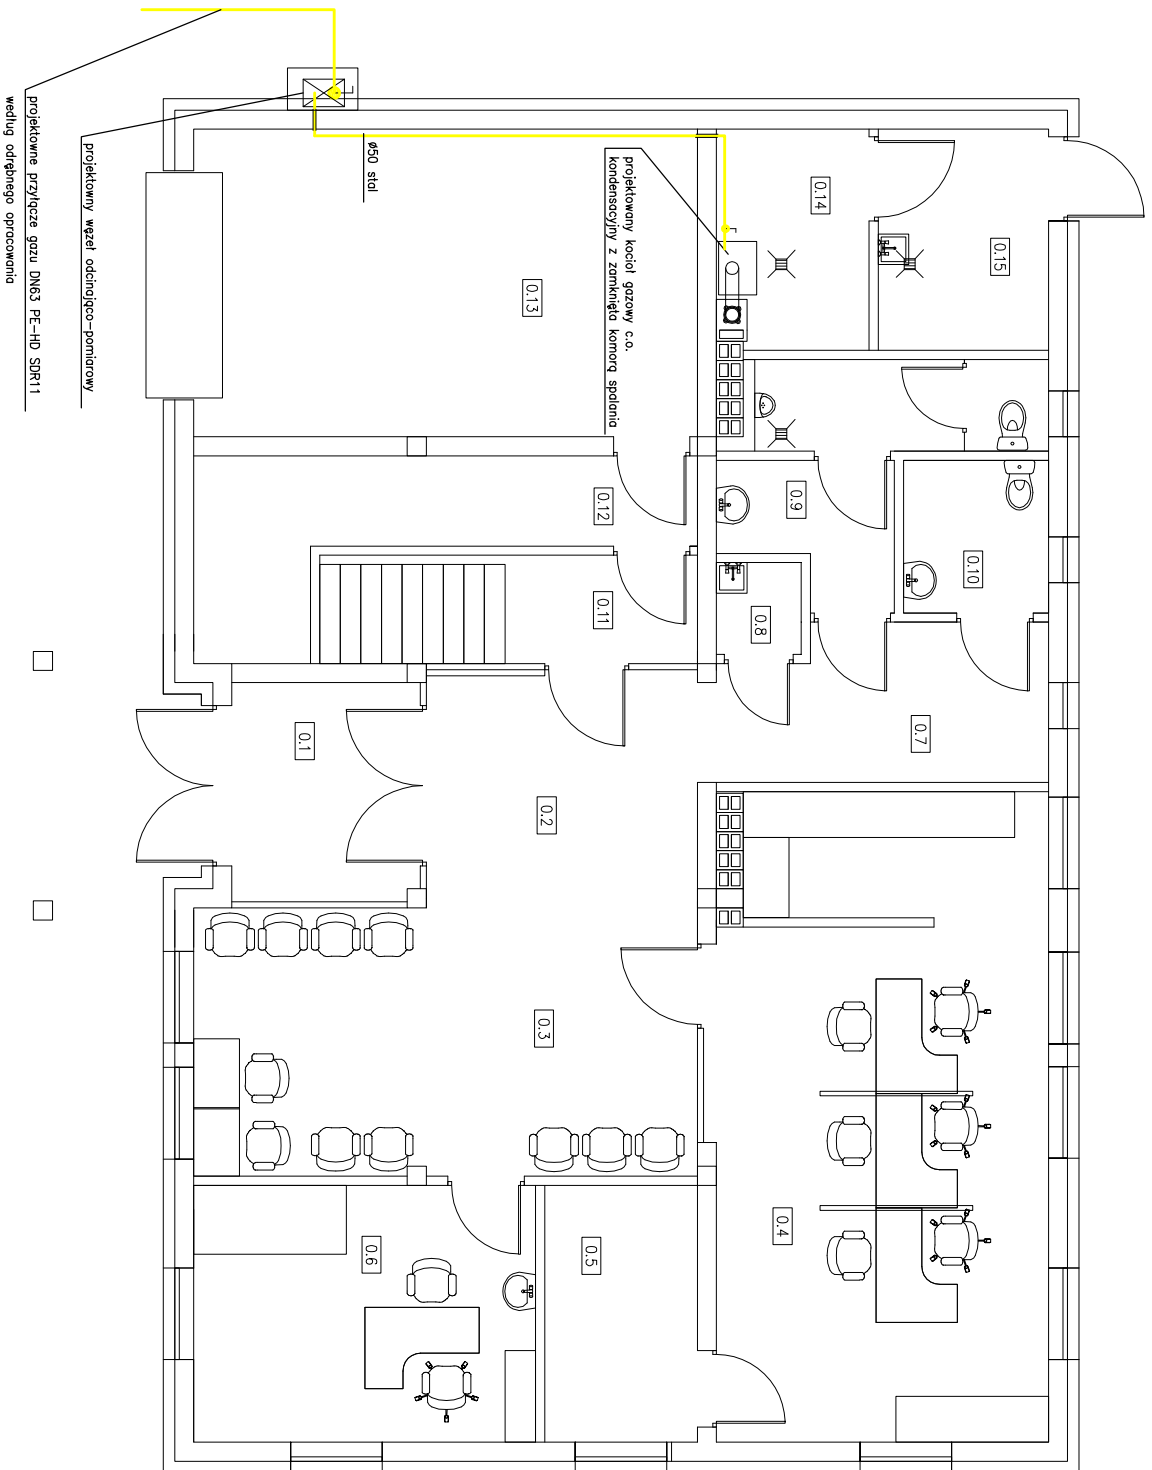 projektowne przyłącze gazu DN63 PE-HD SDR11
według odrębnego opracowania
projektowny węzeł odcinająco-pomiarowy
ø50 stal
projektowany kocioł gazowy c.o.
kondensacyjny z zamkniętą komorą spalania
0.14
0.15
0.13
0.12
0.9
0.10
0.11
0.8
0.1
0.7
0.2
0.3
0.4
0.6
0.5